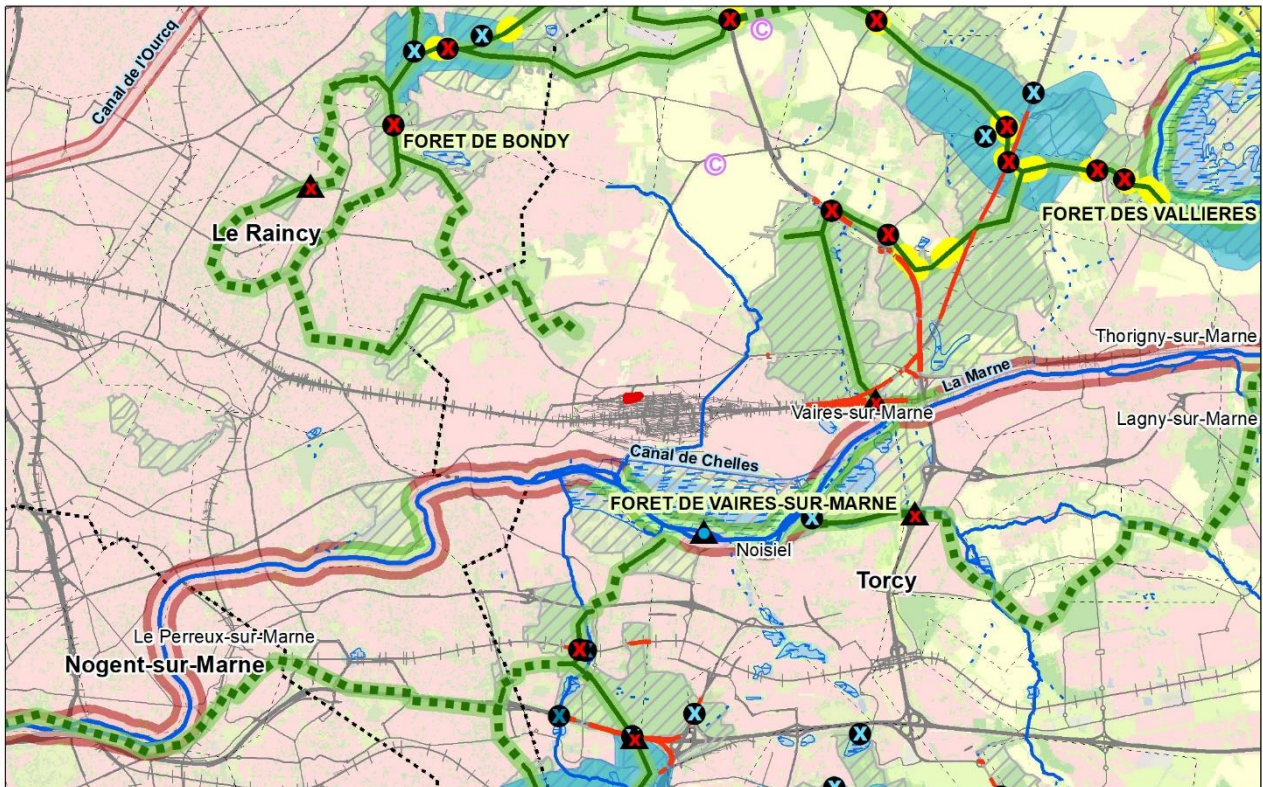 Canal de l'Ourcq
©
FORET DE BONDY
©
Le Raincy
FORET DES VALLIERES
Thorigny-sur-Marne
La Marne
Vaires-sur-Marne
Lagny-sur-Marne
Canal de Chelles
FORET DE VAIRES-SUR-MARNE
Noisiel
Torcy
Le Perreux-sur-Marne
Nogent-sur-Marne